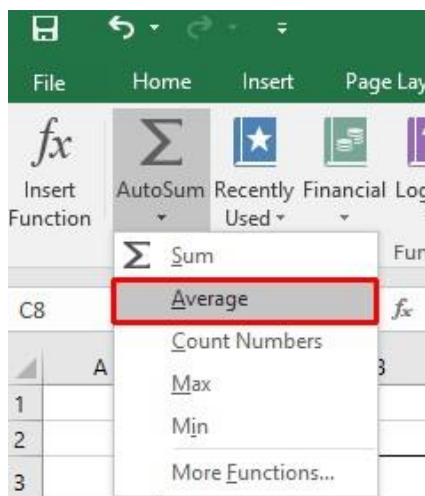 File Home Insert Page Lay
fx Σ
Insert AutoSum Recently Financial Log
Function Used
Σ Sum Fun
C8 Average fx
Count Numbers
A B
Max
1
Min
2
More Functions...
3